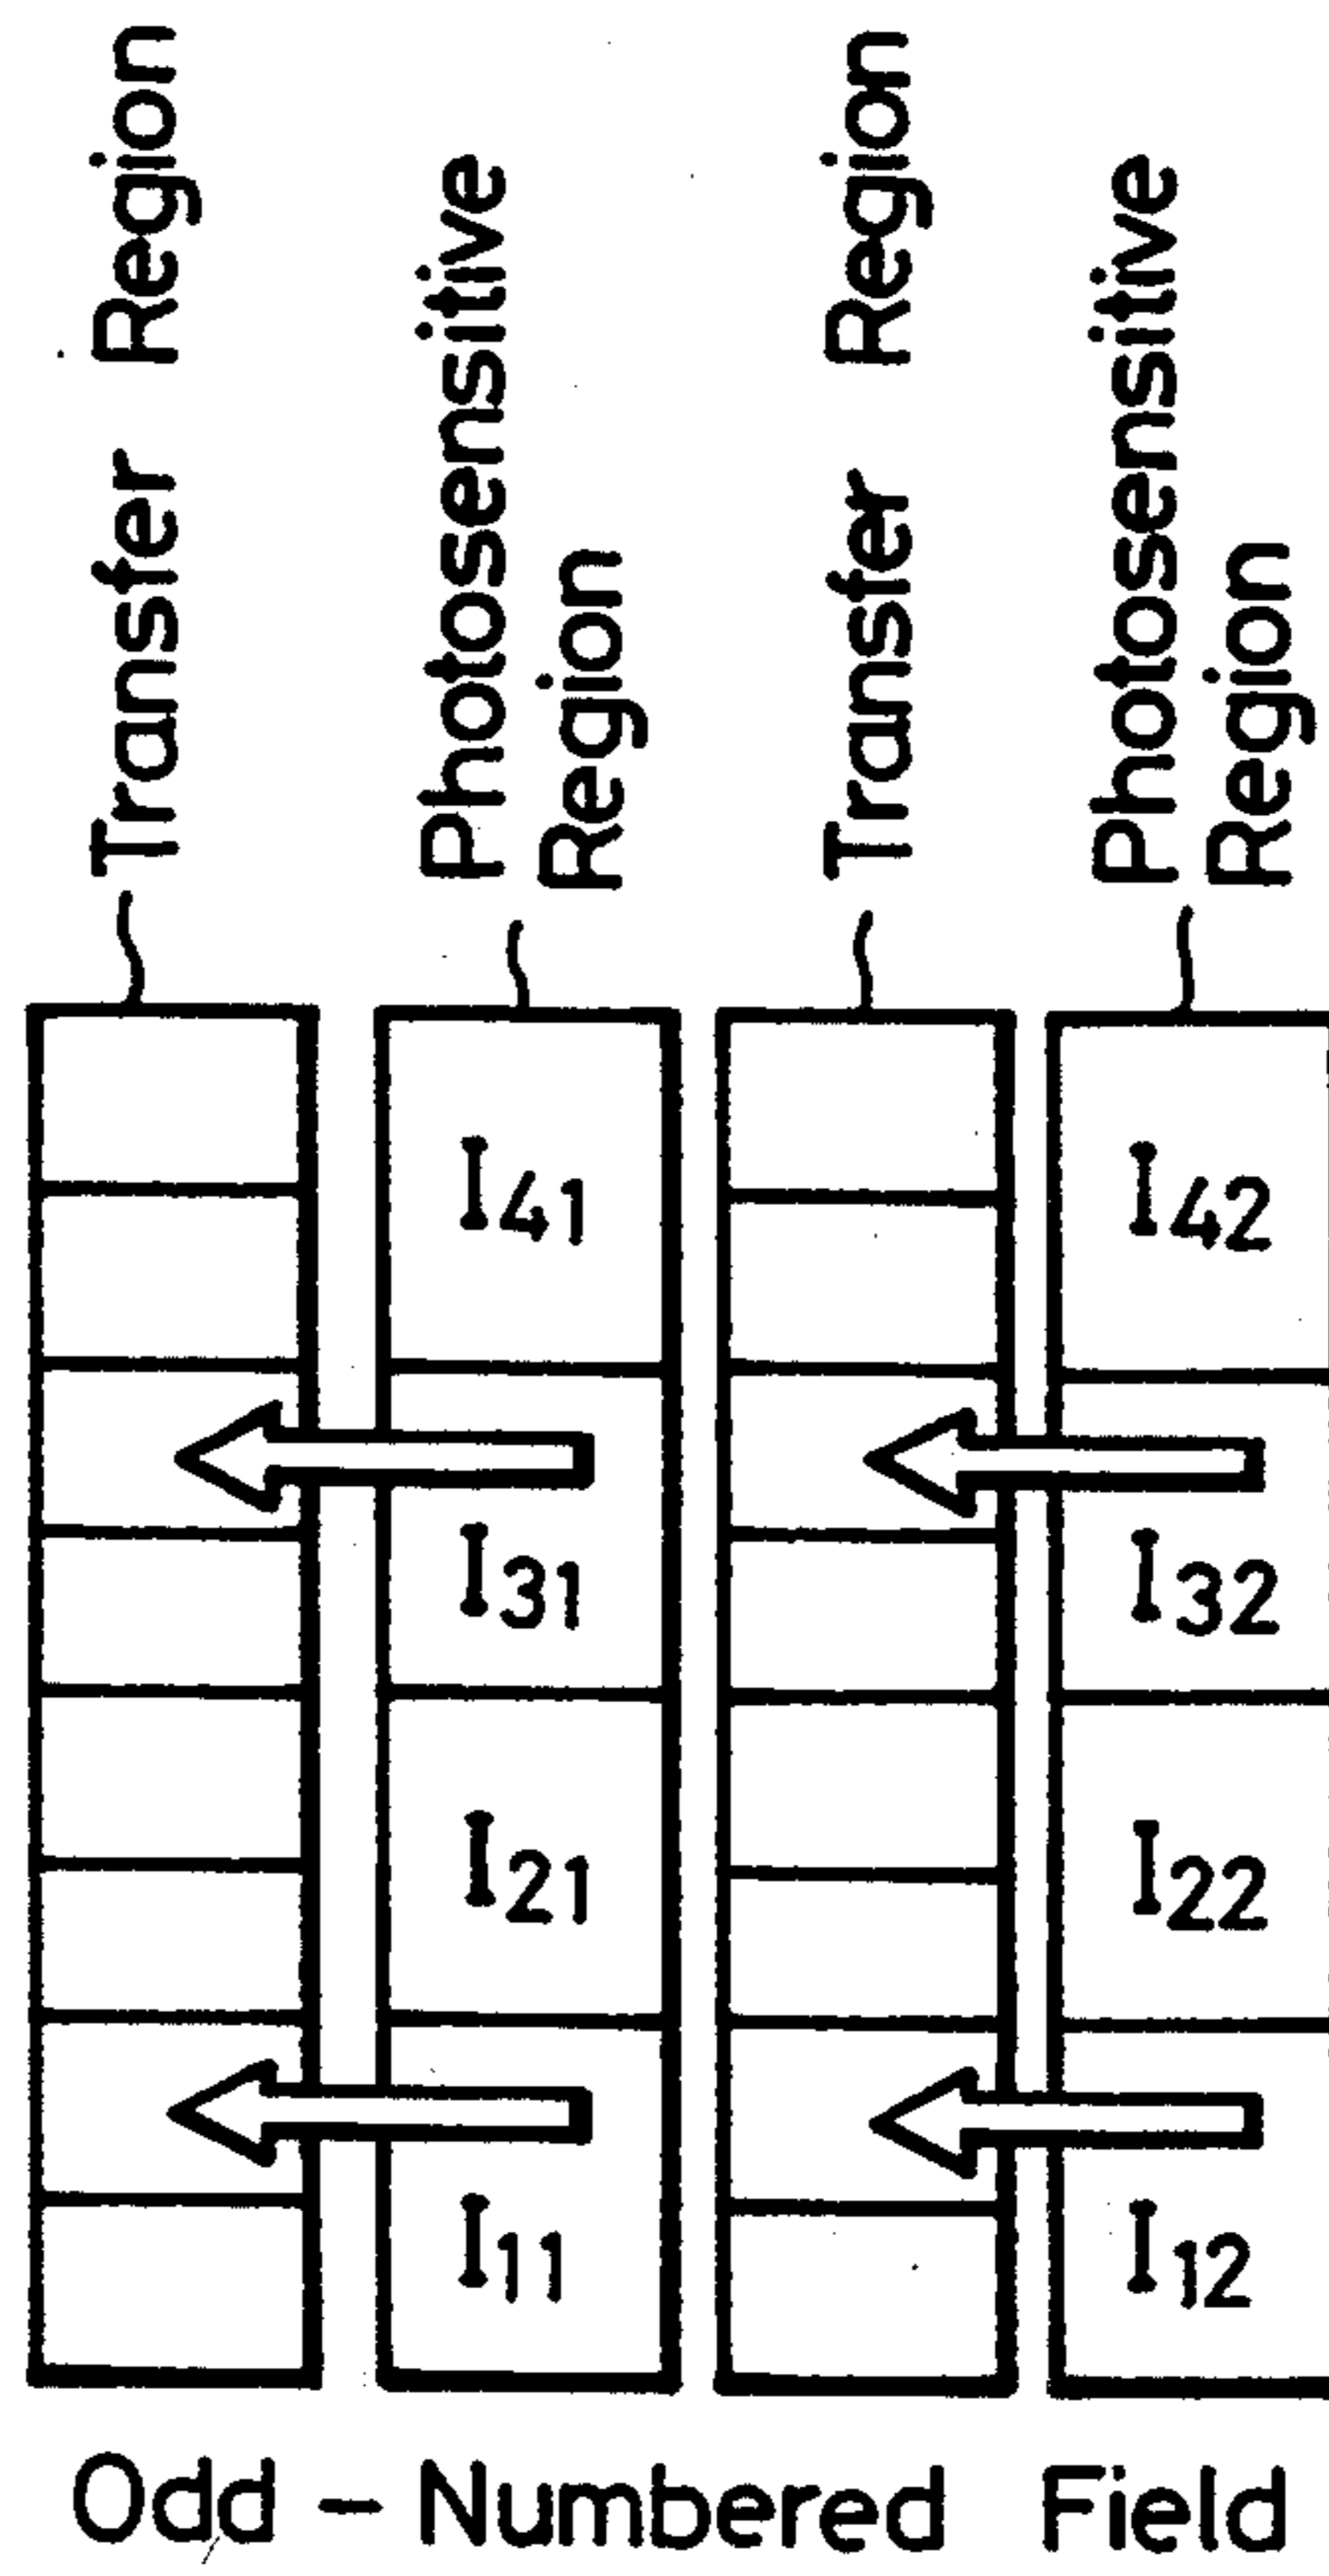 Transfer Region
Photosensitive
Region
Transfer Region
Photosensitive
Region
I41 I42
I31 I32
I21 I22
I11 I12
Odd - Numbered Field